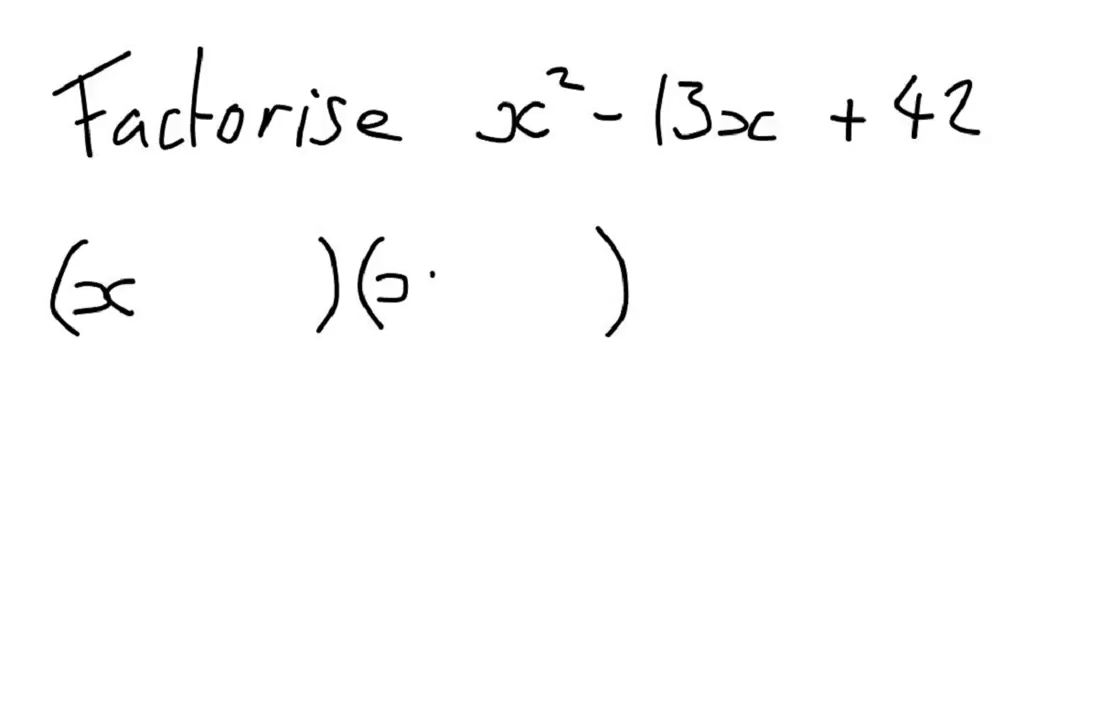 Factorise x² - 13x + 42
(x )( )